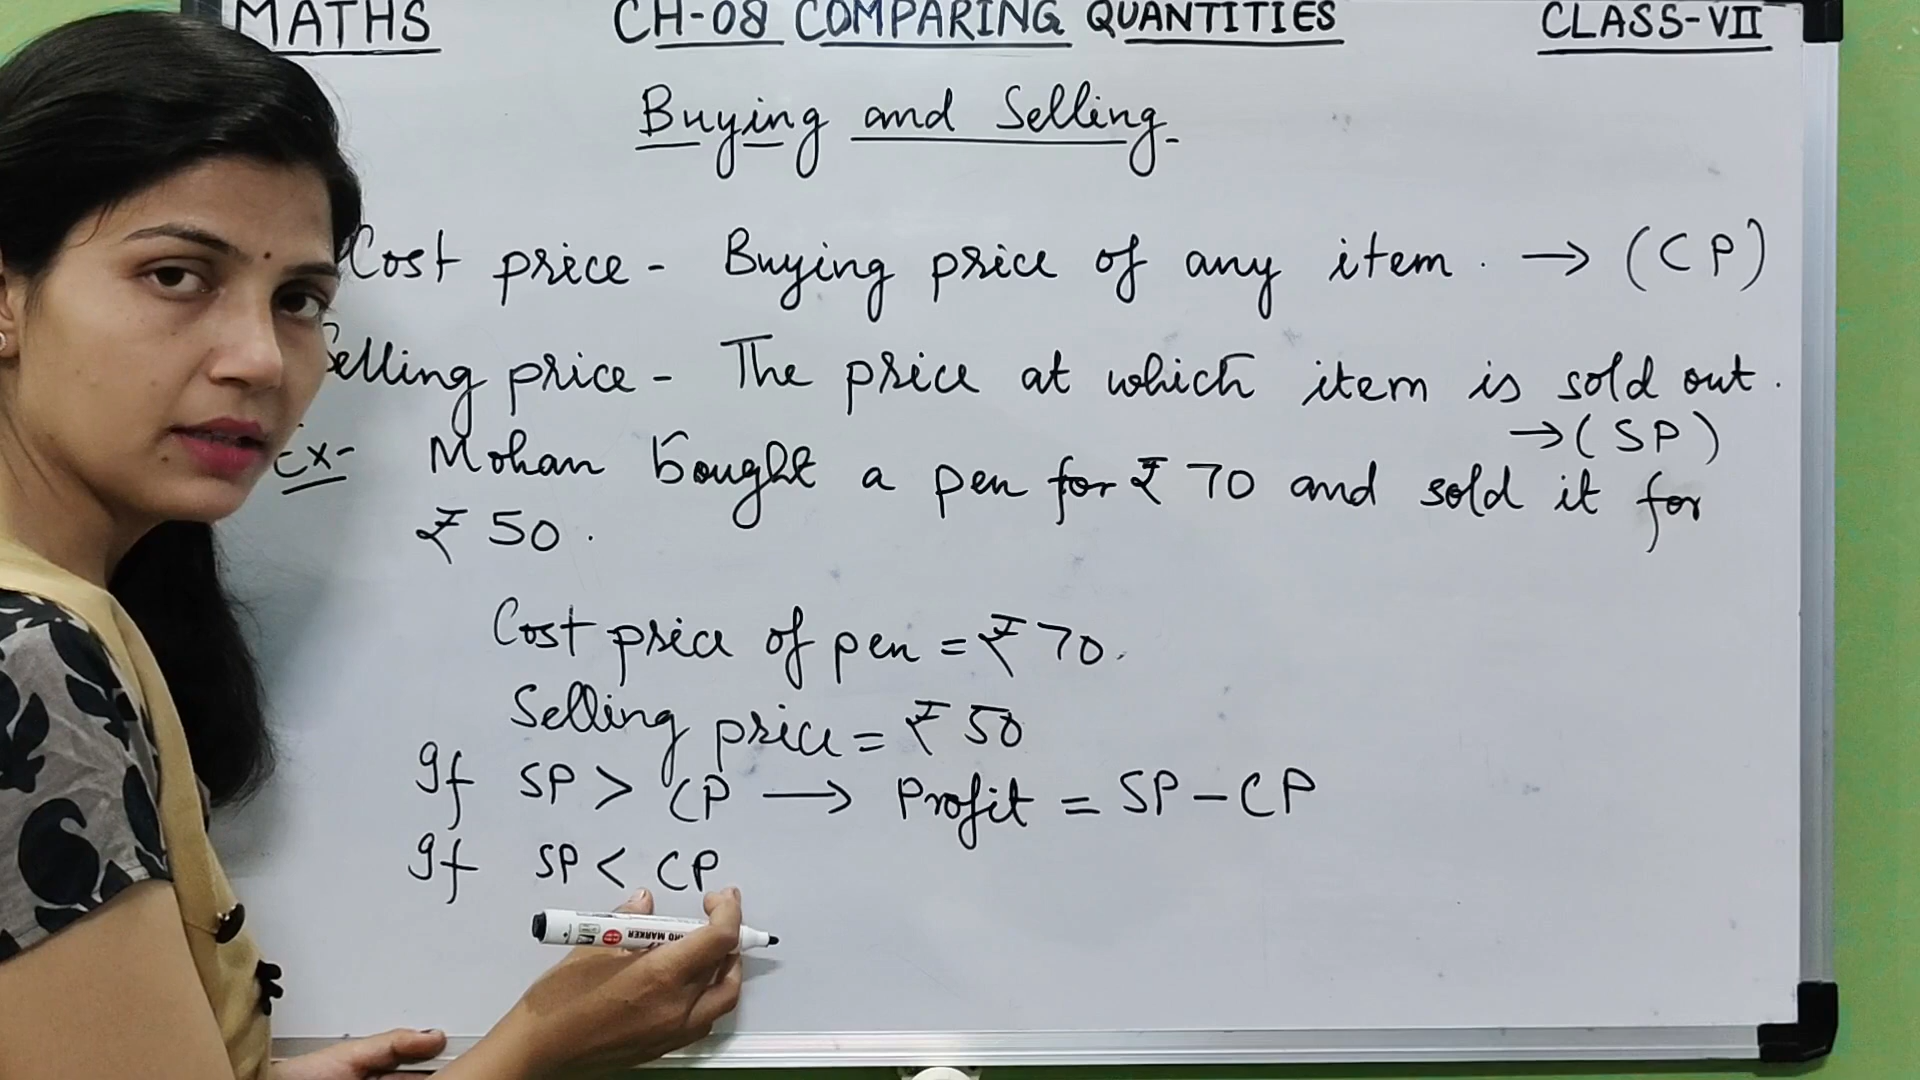 MATHS CH-08 COMPARING QUANTITIES CLASS-VII
Buying and Selling
Cost price - Buying price of any item. → (CP)
Selling price - The price at which item is sold out.
→ (SP)
Ex- Mohan bought a pen for ₹ 70 and sold it for
₹ 50.
Cost price of pen = ₹ 70.
Selling price = ₹ 50
If SP > CP → Profit = SP - CP
If SP < CP
MARKER